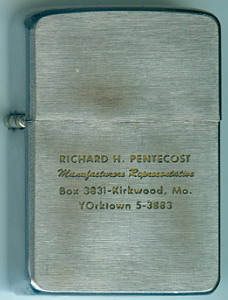 RICHARD H. PENTECOST
Manufacturers Representative
Box 3831-Kirkwood, Mo.
YOrktown 5-3883